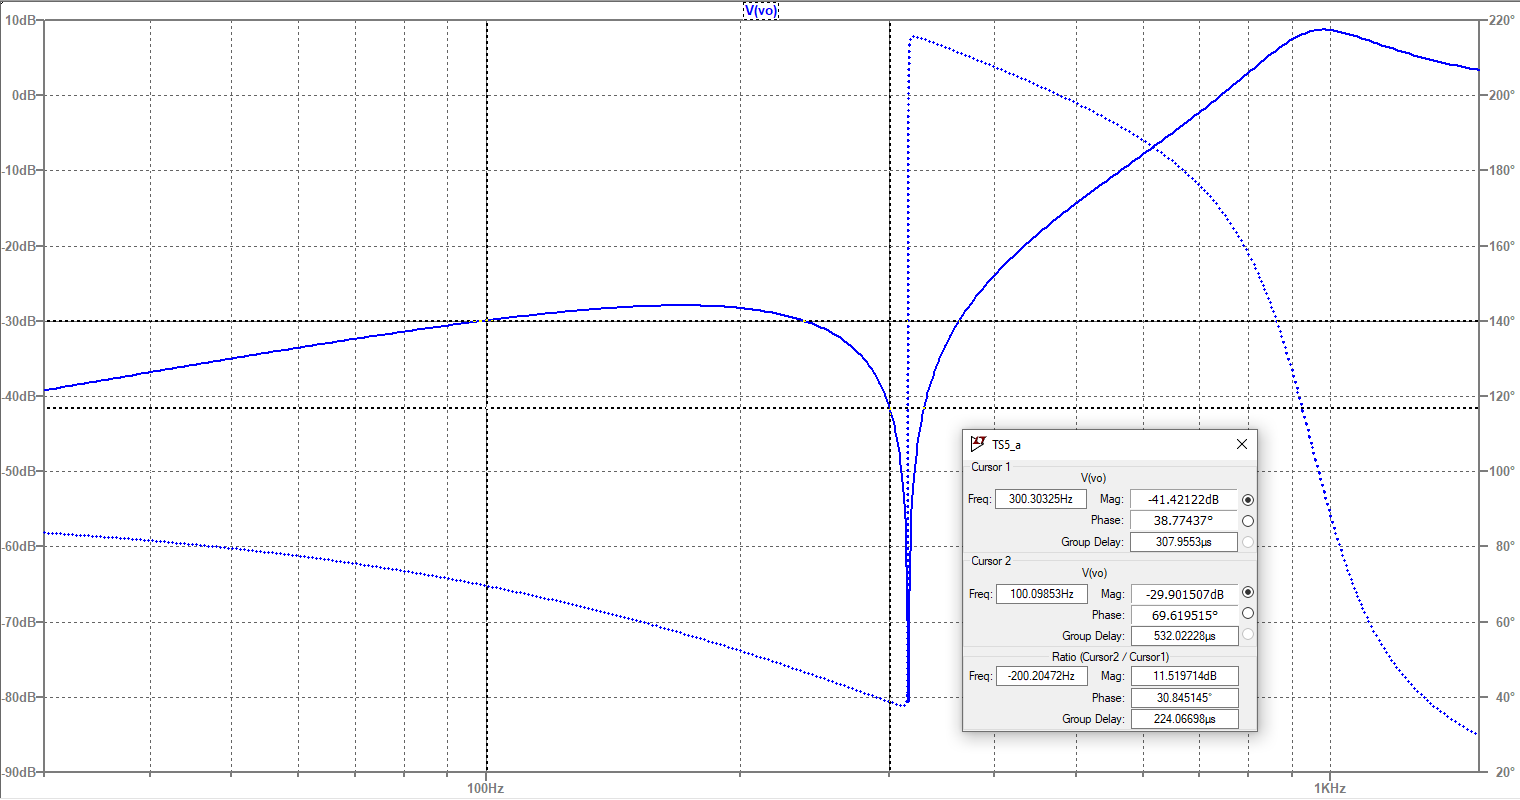 V(vo)
10dB
0dB
-10dB
-20dB
-30dB
-40dB
-50dB
-60dB
-70dB
-80dB
-90dB
220°
200°
180°
160°
140°
120°
100°
80°
60°
40°
20°
100Hz
1KHz
TS5_a
Cursor 1
V(vo)
Freq: 300.30325Hz Mag: -41.42122dB
Phase: 38.77437°
Group Delay: 307.9553µs
Cursor 2
V(vo)
Freq: 100.09853Hz Mag: -29.901507dB
Phase: 69.619515°
Group Delay: 532.02228µs
Ratio (Cursor2 / Cursor1)
Freq: -200.20472Hz Mag: 11.519714dB
Phase: 30.845145°
Group Delay: 224.06698µs